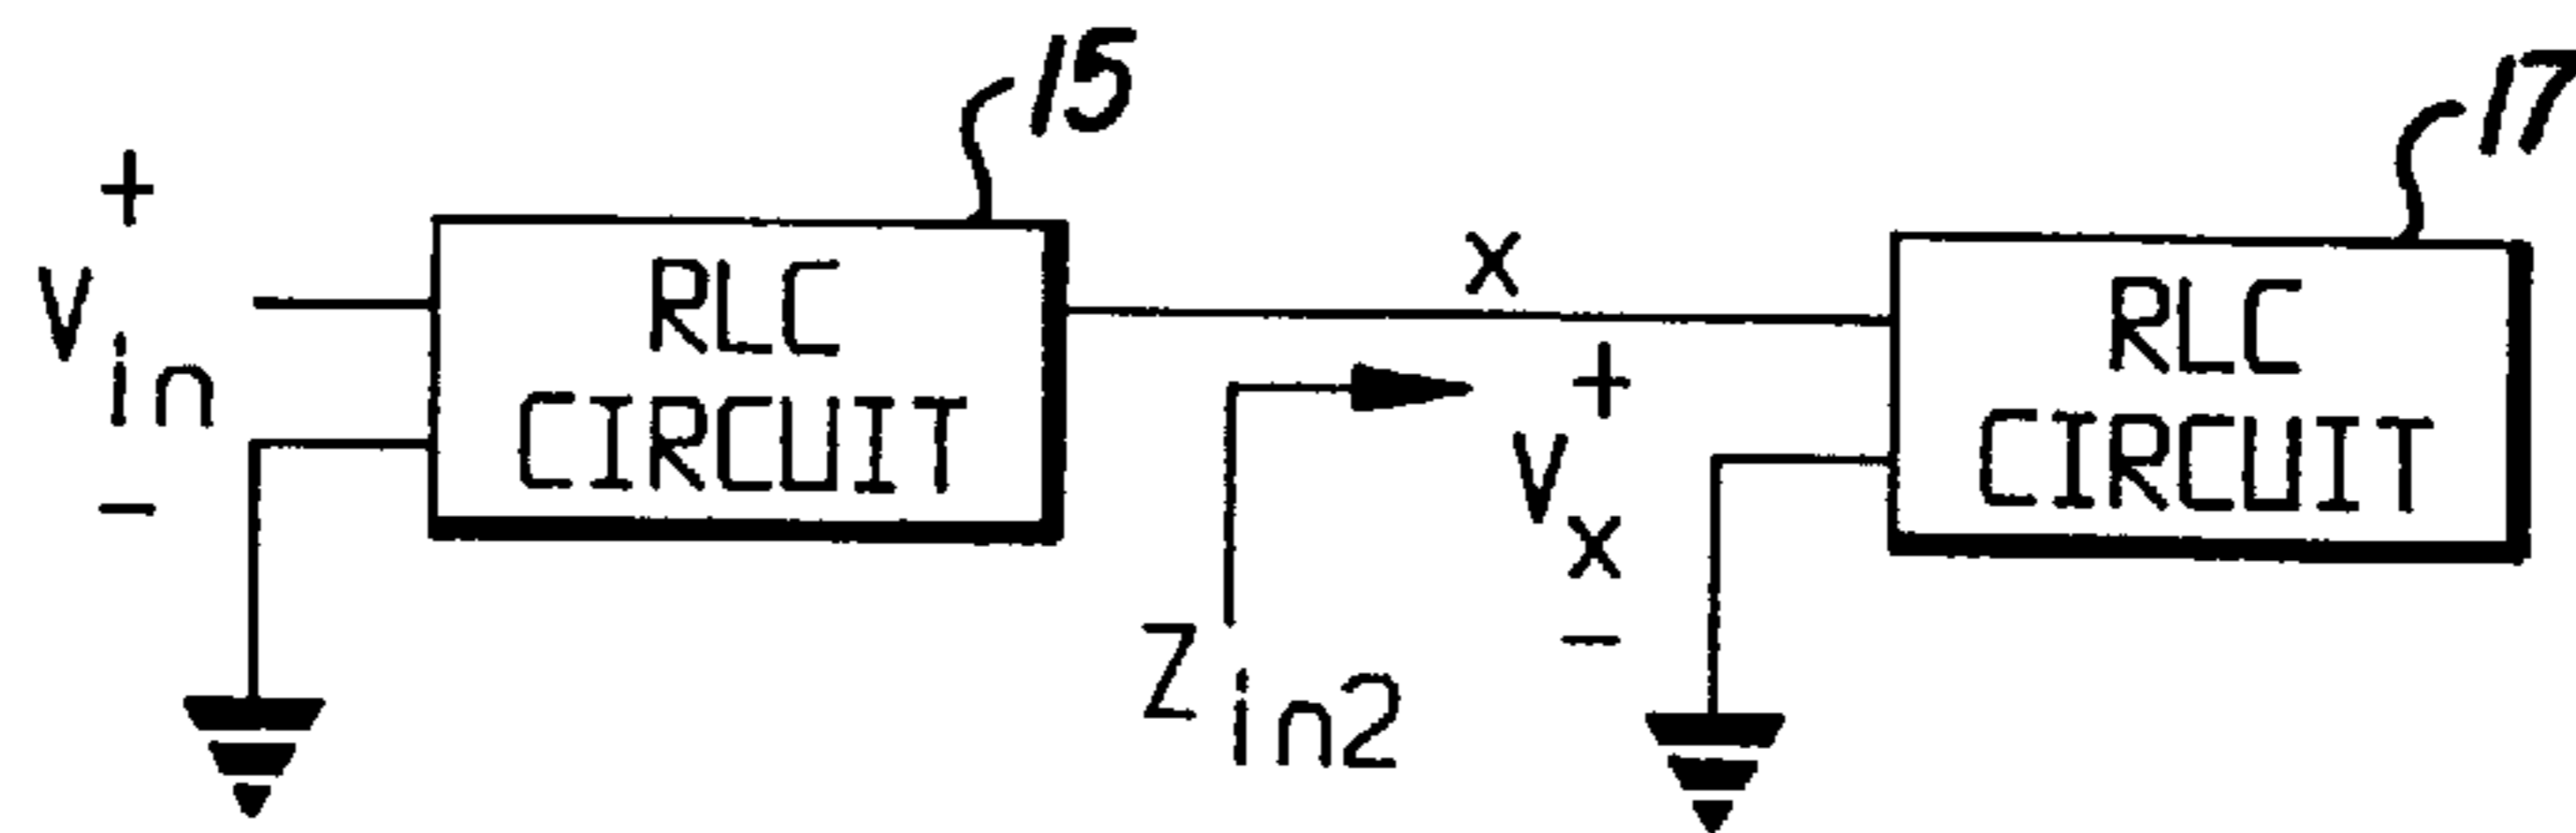 15
17
+
V in
−
RLC
CIRCUIT
x
RLC
CIRCUIT
+
V x
−
Z in2